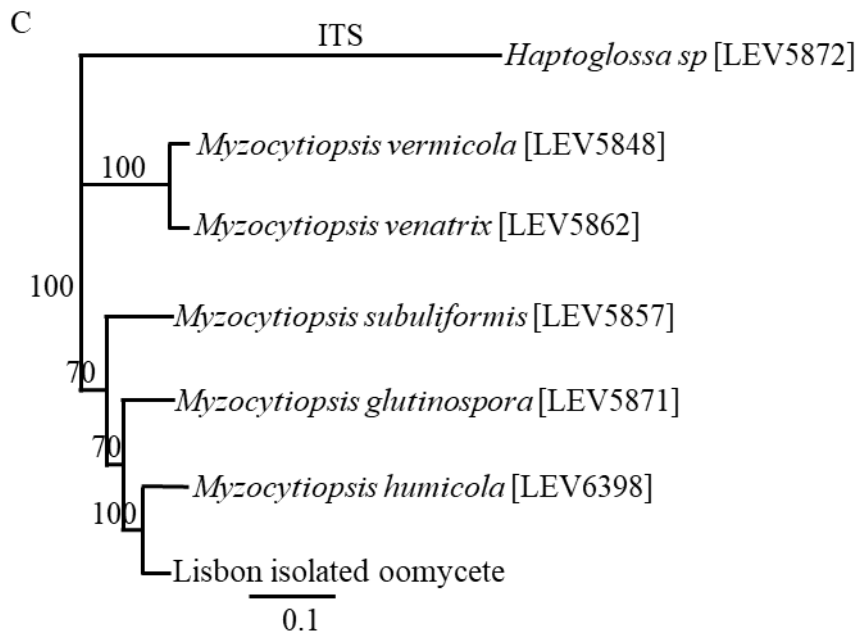 C
ITS
Haptoglossa sp [LEV5872]
Myzocytiopsis vermicola [LEV5848]
100
Myzocytiopsis venatrix [LEV5862]
100
Myzocytiopsis subuliformis [LEV5857]
70
Myzocytiopsis glutinospora [LEV5871]
70
Myzocytiopsis humicola [LEV6398]
100
Lisbon isolated oomycete
0.1